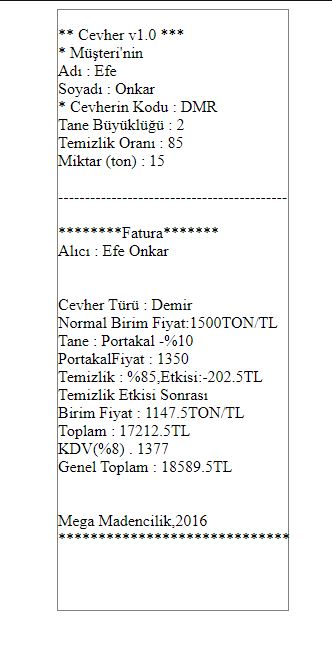 ** Cevher v1.0 ***
* Müşteri'nin
Adı : Efe
Soyadı : Onkar
* Cevherin Kodu : DMR
Tane Büyüklüğü : 2
Temizlik Oranı : 85
Miktar (ton) : 15
-------------------------------------------
********Fatura*******
Alıcı : Efe Onkar
Cevher Türü : Demir
Normal Birim Fiyat:1500TON/TL
Tane : Portakal -%10
PortakalFiyat : 1350
Temizlik : %85,Etkisi:-202.5TL
Temizlik Etkisi Sonrası
Birim Fiyat : 1147.5TON/TL
Toplam : 17212.5TL
KDV(%8) . 1377
Genel Toplam : 18589.5TL
Mega Madencilik,2016
*****************************